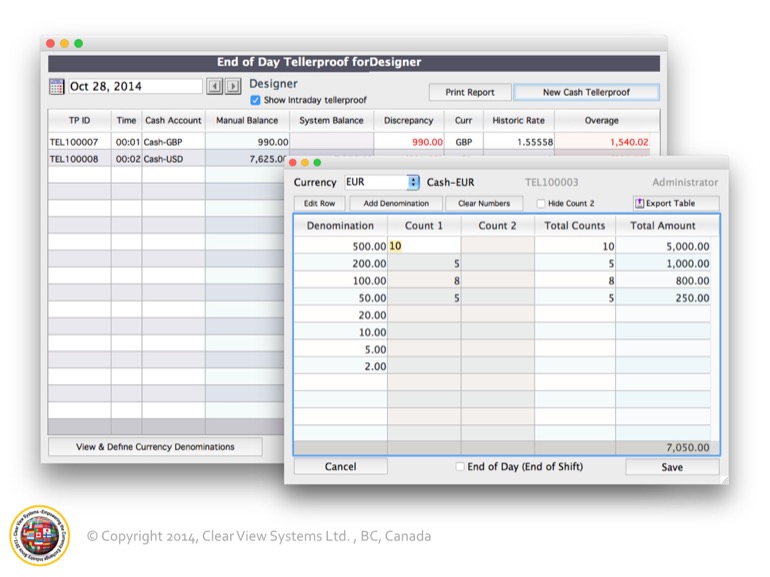 End of Day Tellerproof forDesigner
Oct 28, 2014
Designer
Show Intraday tellerproof
Print Report
New Cash Tellerproof
TP ID Time Cash Account Manual Balance System Balance Discrepancy Curr Historic Rate Overage
TEL100007 00:01 Cash-GBP 990.00 990.00 GBP 1.55558 1,540.02
TEL100008 00:02 Cash-USD 7,625.00
View & Define Currency Denominations
Currency EUR Cash-EUR TEL100003 Administrator
Edit Row Add Denomination Clear Numbers Hide Count 2 Export Table
Denomination Count 1 Count 2 Total Counts Total Amount
500.00 10 10 5,000.00
200.00 5 5 1,000.00
100.00 8 8 800.00
50.00 5 5 250.00
20.00
10.00
5.00
2.00
7,050.00
Cancel End of Day (End of Shift) Save
© Copyright 2014, Clear View Systems Ltd. , BC, Canada